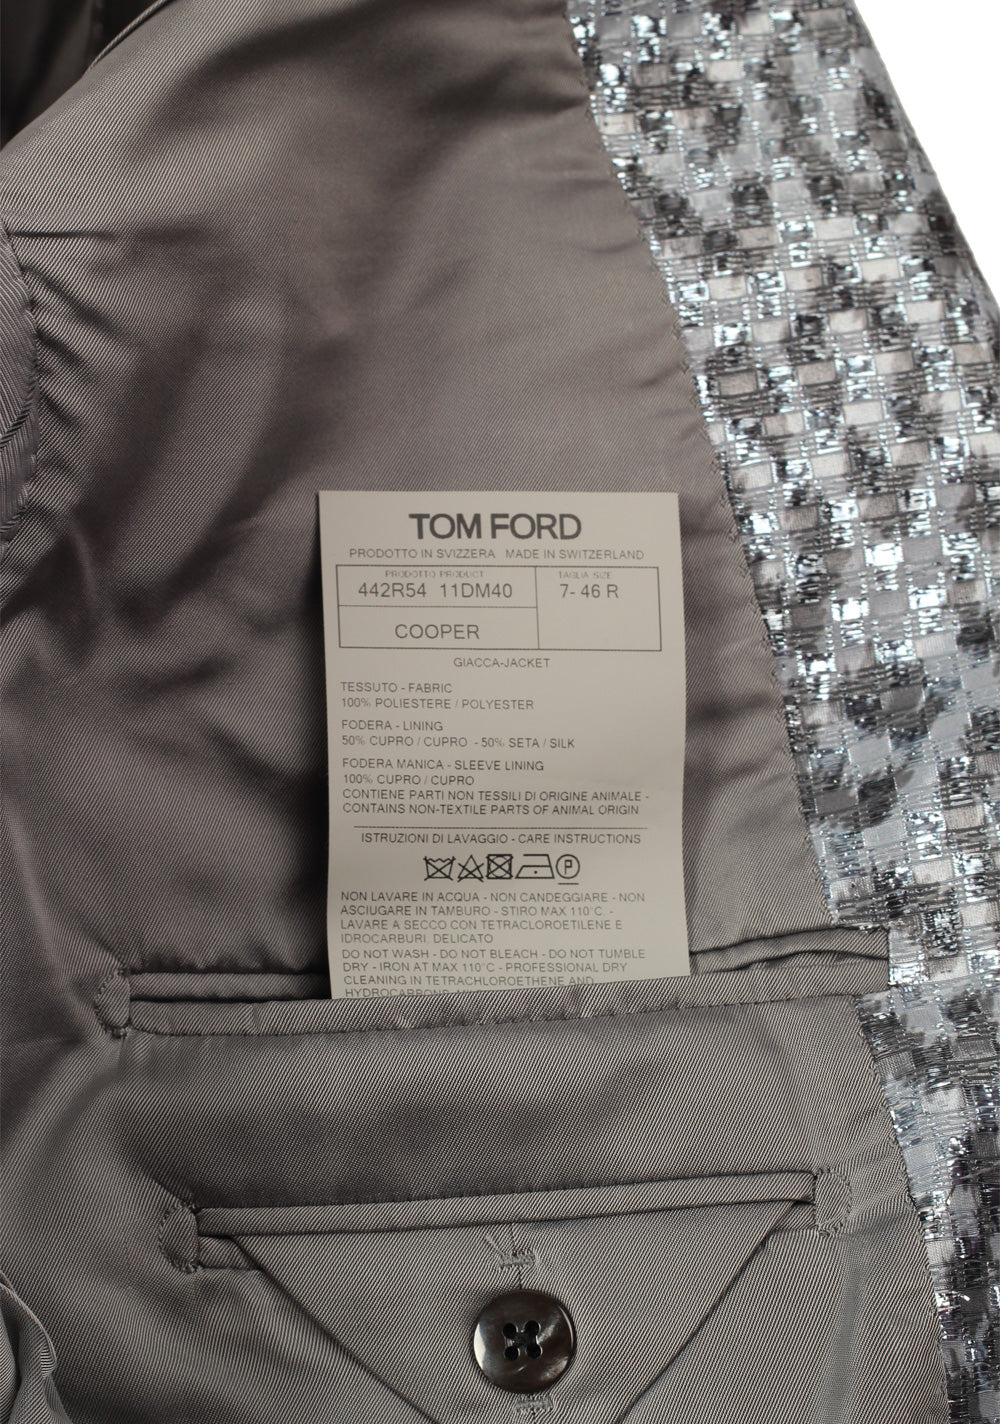 TOM FORD
PRODOTTO IN SVIZZERA MADE IN SWITZERLAND
PRODOTTO PRODUCT
TAGLIA SIZE
442R54 11DM40
7- 46 R
COOPER
GIACCA-JACKET
TESSUTO - FABRIC
100% POLIESTERE / POLYESTER
FODERA - LINING
50% CUPRO / CUPRO - 50% SETA / SILK
FODERA MANICA - SLEEVE LINING
100% CUPRO / CUPRO
CONTIENE PARTI NON TESSILI DI ORIGINE ANIMALE -
CONTAINS NON-TEXTILE PARTS OF ANIMAL ORIGIN
ISTRUZIONI DI LAVAGGIO - CARE INSTRUCTIONS
P
NON LAVARE IN ACQUA - NON CANDEGGIARE - NON
ASCIUGARE IN TAMBURO - STIRO MAX 110°C. -
LAVARE A SECCO CON TETRACLOROETILENE E
IDROCARBURI. DELICATO
DO NOT WASH - DO NOT BLEACH - DO NOT TUMBLE
DRY - IRON AT MAX 110°C - PROFESSIONAL DRY
CLEANING IN TETRACHLOROETHENE AND
HYDROCARBONS